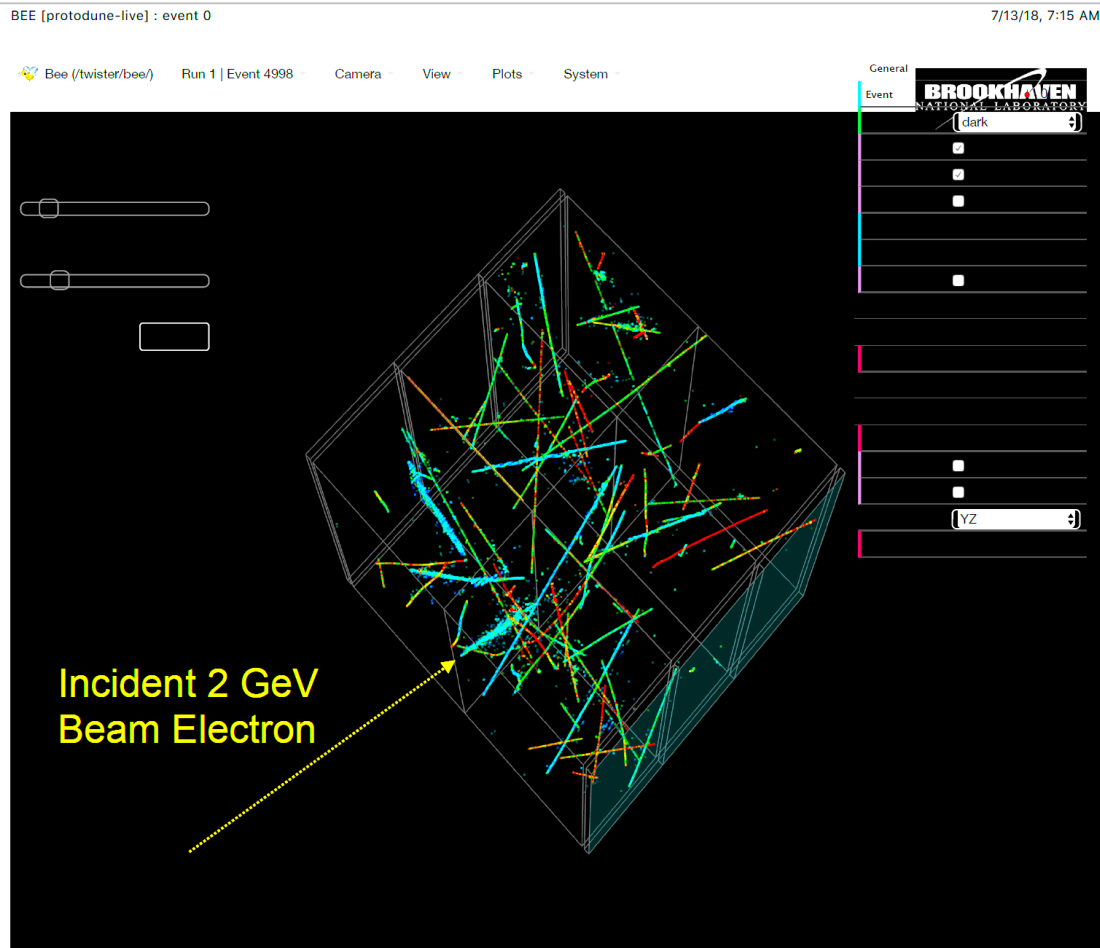 BEE [protodune-live] : event 0
7/13/18, 7:15 AM
Bee (/twister/bee/)
Run 1 | Event 4998
Camera
View
Plots
System
General
Event
BROOKHAVEN
NATIONAL LABORATORY
dark
YZ
Incident 2 GeV
Beam Electron